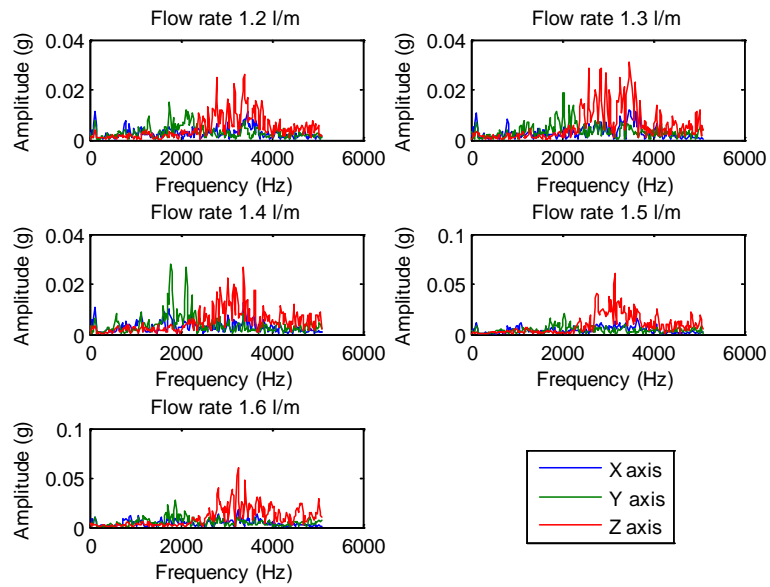 Flow rate 1.2 l/m
Amplitude (g)
0.04
0.02
0
0 2000 4000 6000
Frequency (Hz)
Flow rate 1.3 l/m
Amplitude (g)
0.04
0.02
0
0 2000 4000 6000
Frequency (Hz)
Flow rate 1.4 l/m
Amplitude (g)
0.04
0.02
0
0 2000 4000 6000
Frequency (Hz)
Flow rate 1.5 l/m
Amplitude (g)
0.1
0.05
0
0 2000 4000 6000
Frequency (Hz)
Flow rate 1.6 l/m
Amplitude (g)
0.1
0.05
0
0 2000 4000 6000
Frequency (Hz)
X axis
Y axis
Z axis